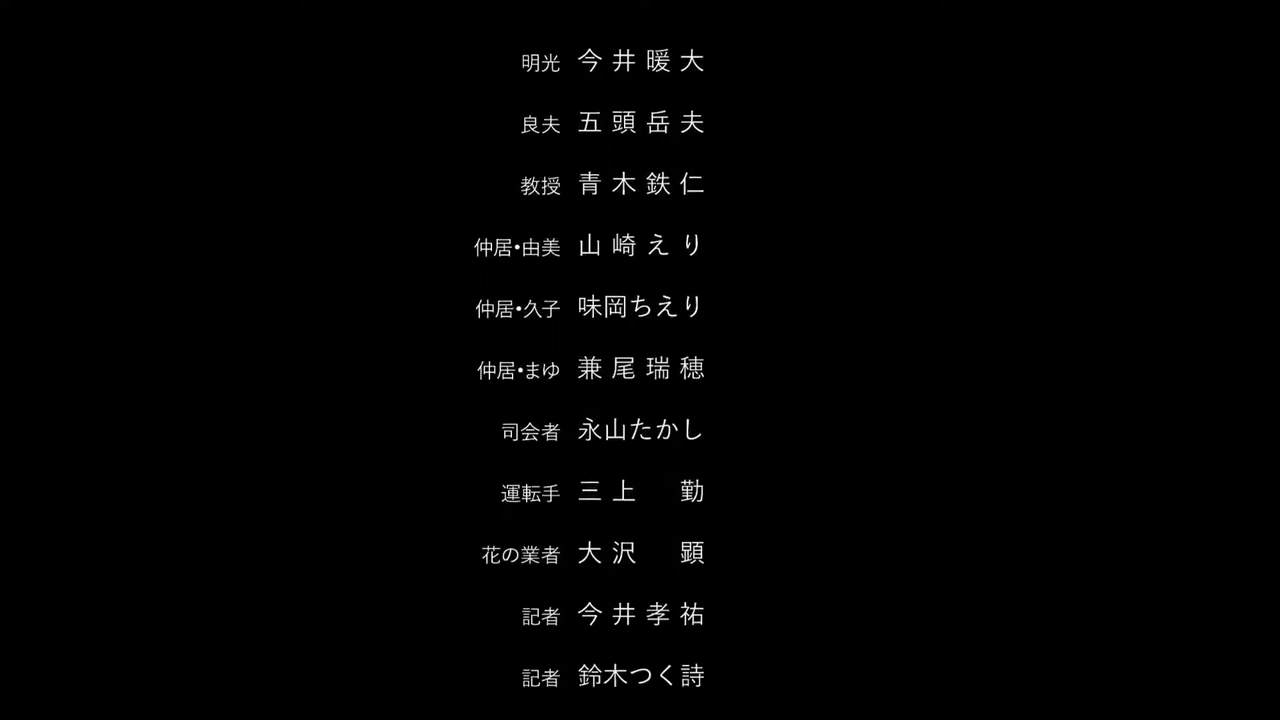 明光 今井暖大
良夫 五頭岳夫
教授 青木鉄仁
仲居・由美 山崎えり
仲居・久子 味岡ちえり
仲居・まゆ 兼尾瑞穂
司会者 永山たかし
運転手 三上 勤
花の業者 大沢 顕
記者 今井孝祐
記者 鈴木つく詩